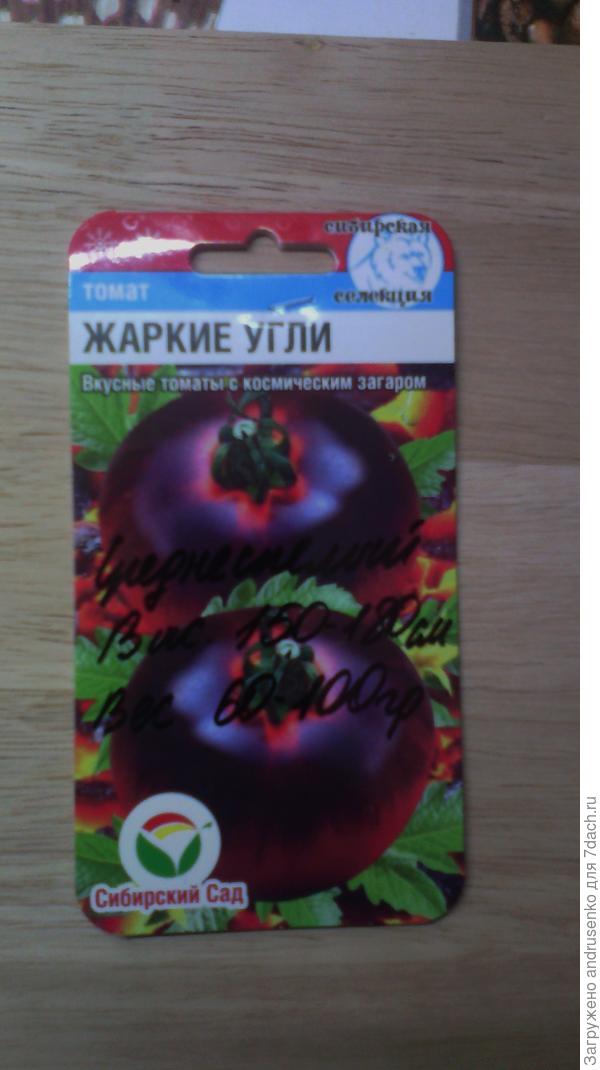 сибирская
селекция
томат
ЖАРКИЕ УГЛИ
Вкусные томаты с космическим загаром
Среднеспелый
Выс. 150-180см
Вес 60-100гр
Сибирский Сад
Загружено andrusenko для 7dach.ru